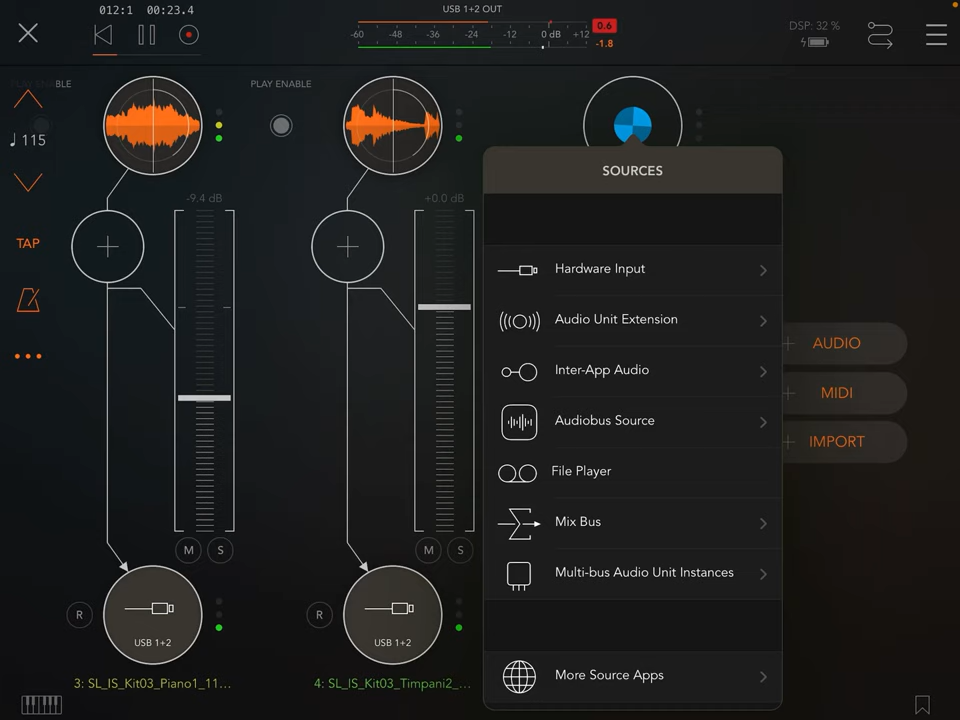 012:1 00:23.4
USB 1+2 OUT
-60 -48 -36 -24 -12 0 dB +12
0.6
-1.8
DSP: 32 %
PLAY ENABLE
PLAY ENABLE
115
TAP
-9.4 dB
+0.0 dB
SOURCES
Hardware Input
Audio Unit Extension
Inter-App Audio
Audiobus Source
File Player
Mix Bus
Multi-bus Audio Unit Instances
More Source Apps
AUDIO
MIDI
IMPORT
M S
M S
R
USB 1+2
R
USB 1+2
3: SL_IS_Kit03_Piano1_11...
4: SL_IS_Kit03_Timpani2_...